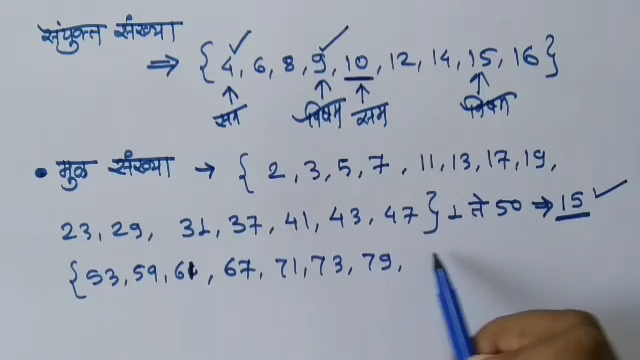 संयुक्त संख्या
⇒ { 4, 6, 8, 9, 10, 12, 14, 15, 16 }
सम विषम सम विषम
• मुळ संख्या → { 2, 3, 5, 7, 11, 13, 17, 19,
23, 29, 31, 37, 41, 43, 47 } 1 ते 50 → 15 ✓
{ 53, 59, 61, 67, 71, 73, 79,